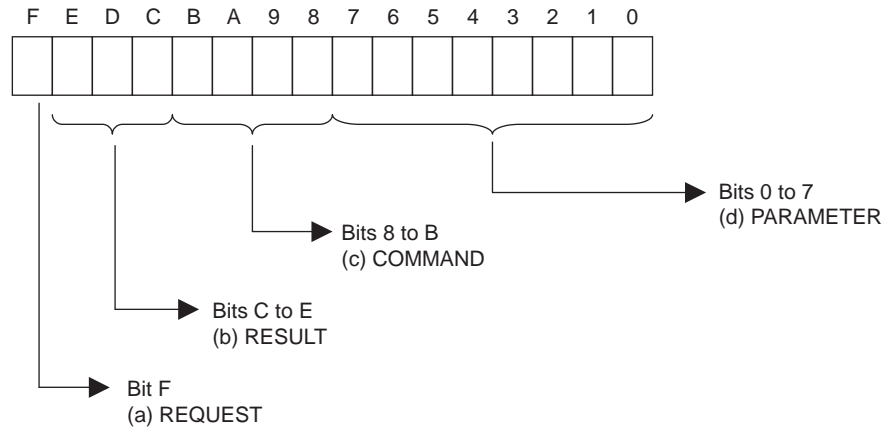 F E D C B A 9 8 7 6 5 4 3 2 1 0
Bits 0 to 7
(d) PARAMETER
Bits 8 to B
(c) COMMAND
Bits C to E
(b) RESULT
Bit F
(a) REQUEST